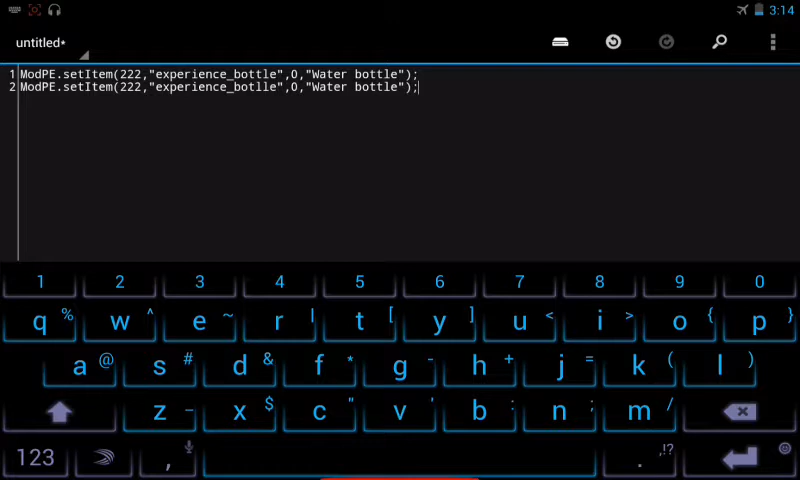 3:14
untitled*
1 ModPE.setItem(222,"experience_bottle",0,"Water bottle");
2 ModPE.setItem(222,"experience_botlle",0,"Water bottle");
1 2 3 4 5 6 7 8 9 0
q % w ^ e ~ r | t [ y ] u < i > o { p }
a @ s # d & f * g - h + j = k ( l )
z _ x $ c " v ' b : n ; m /
123 , . ,!?